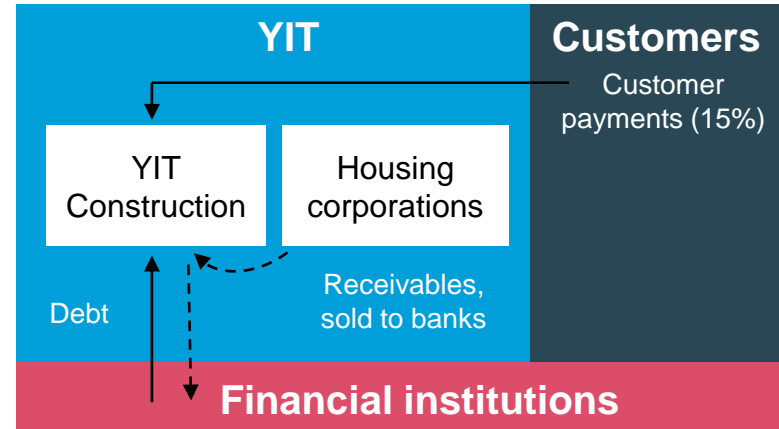 YIT
Customers
Customer
payments (15%)
YIT
Construction
Housing
corporations
Debt
Receivables,
sold to banks
Financial institutions